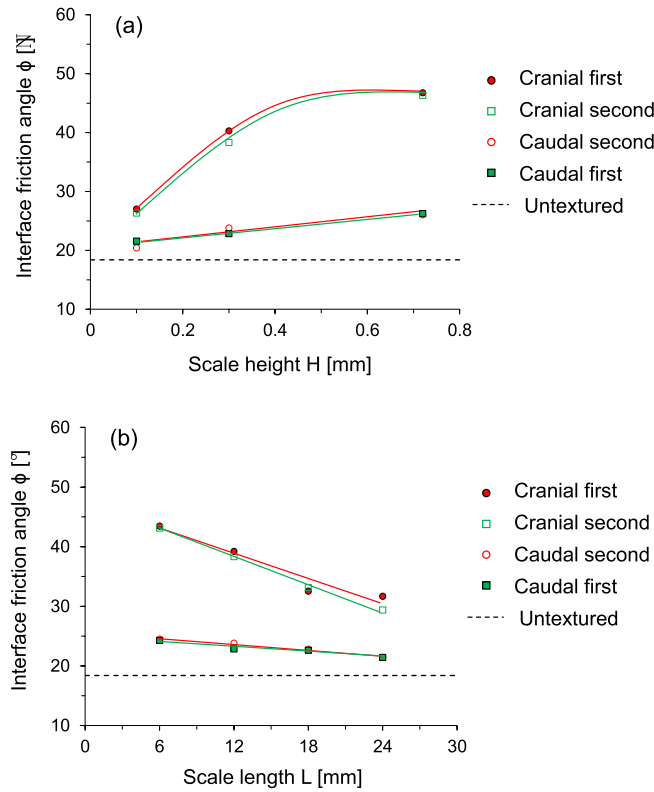 (a)
60
50
40
30
20
10
0
0.2
0.4
0.6
0.8
Interface friction angle ϕ
Scale height H [mm]
Cranial first
Cranial second
Caudal second
Caudal first
Untextured
(b)
60
50
40
30
20
10
0
6
12
18
24
30
Interface friction angle ϕ [°]
Scale length L [mm]
Cranial first
Cranial second
Caudal second
Caudal first
Untextured